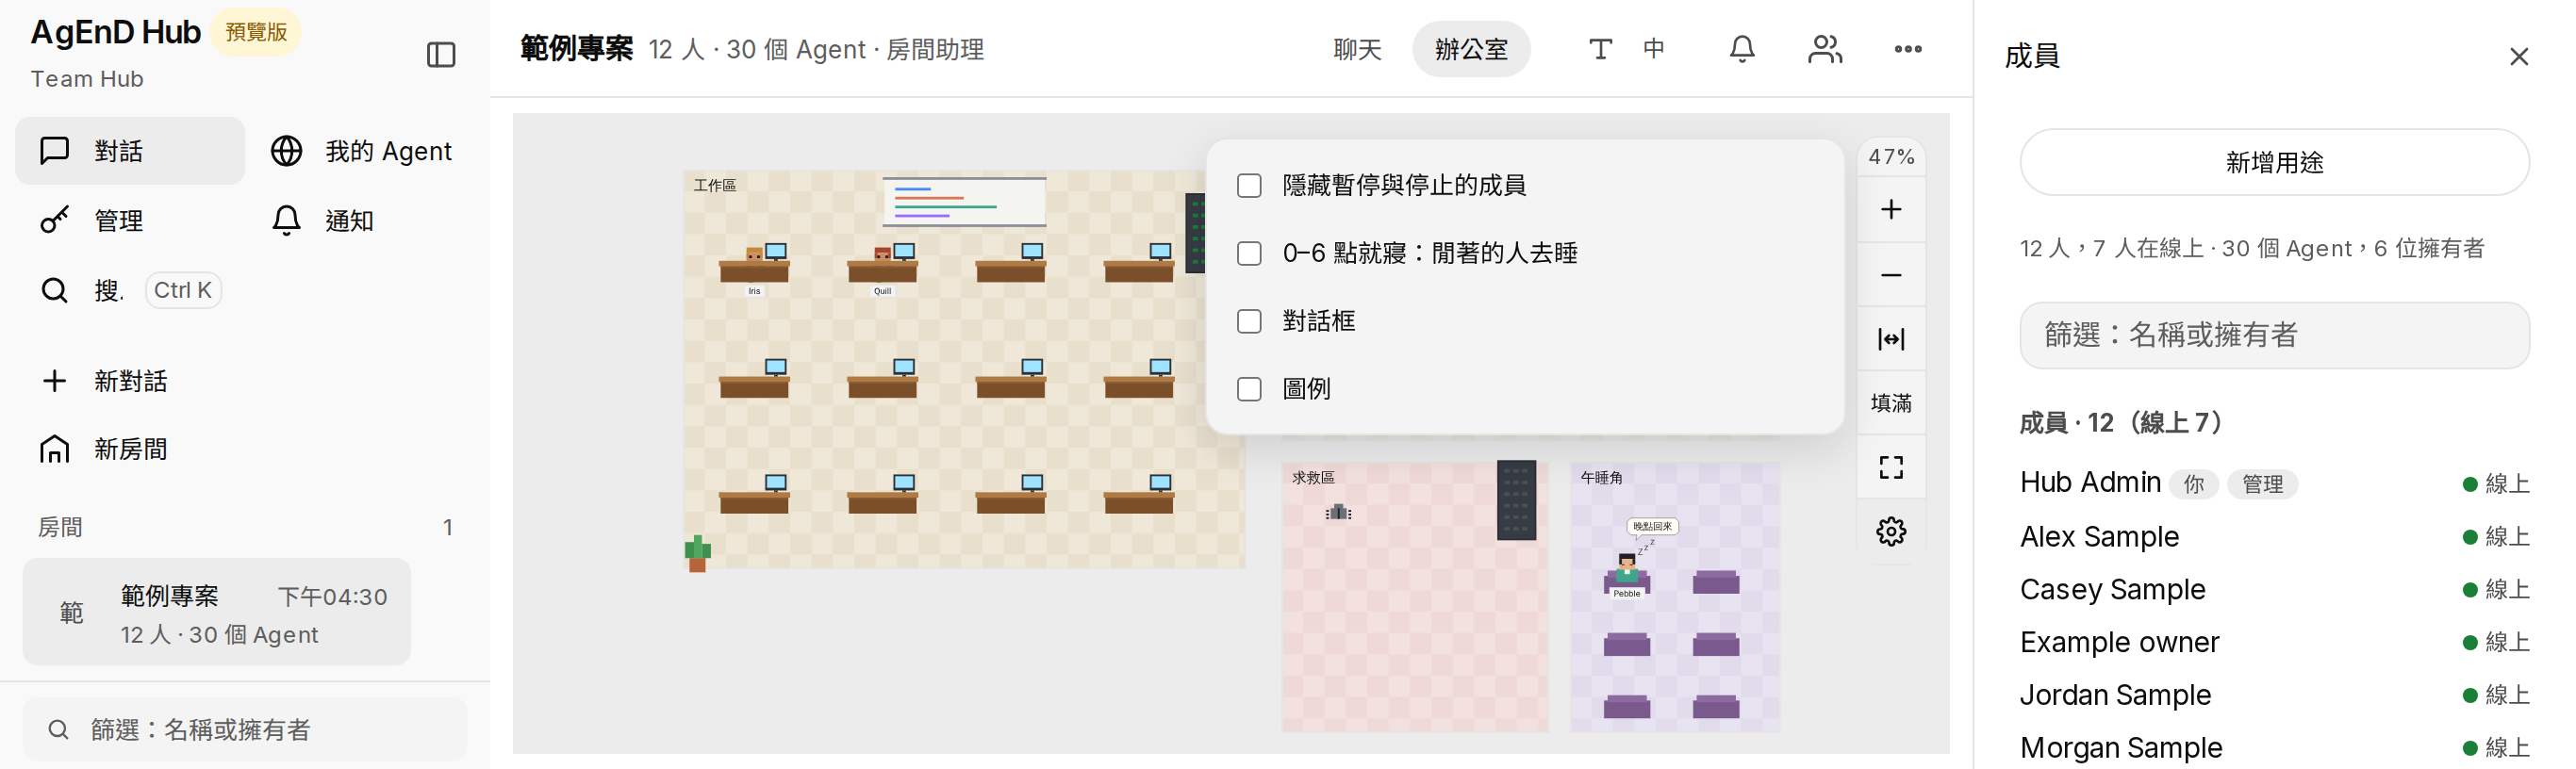 AgEnD Hub 預覽版
Team Hub
對話
我的 Agent
管理
通知
搜. Ctrl K
新對話
新房間
房間 1
範
範例專案 下午04:30
12 人 · 30 個 Agent
篩選：名稱或擁有者
範例專案 12 人 · 30 個 Agent · 房間助理
聊天 辦公室 T 中
工作區
Iris
Quill
隱藏暫停與停止的成員
0–6 點就寢：閒著的人去睡
對話框
圖例
47%
填滿
求救區
午睡角
晚點回來
z z z
Pebble
成員
新增用途
12 人，7 人在線上 · 30 個 Agent，6 位擁有者
篩選：名稱或擁有者
成員 · 12（線上 7）
Hub Admin 你 管理 線上
Alex Sample 線上
Casey Sample 線上
Example owner 線上
Jordan Sample 線上
Morgan Sample 線上